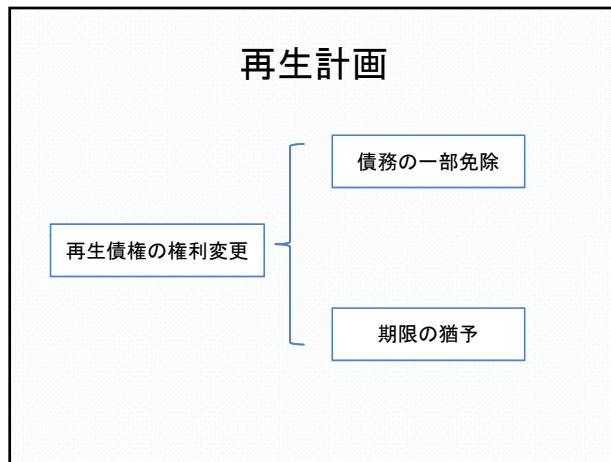 再生計画
債務の一部免除
再生債権の権利変更
期限の猶予